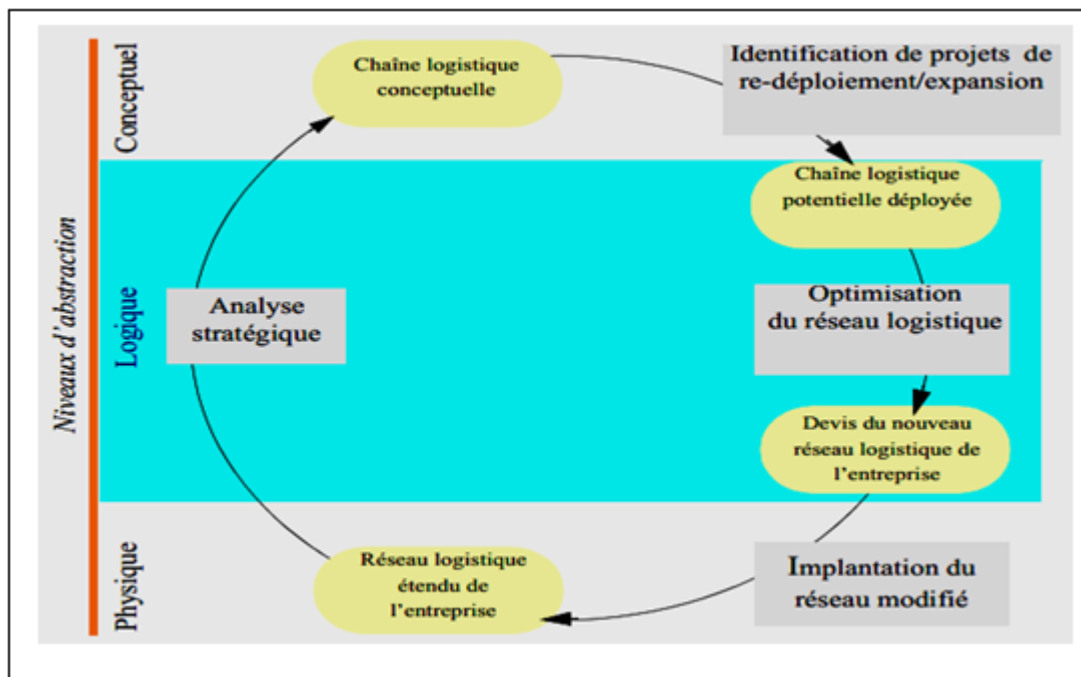 Niveaux d'abstraction
Conceptuel
Logique
Physique
Chaîne logistique
conceptuelle
Identification de projets de
re-déploiement/expansion
Chaîne logistique
potentielle déployée
Analyse
stratégique
Optimisation
du réseau logistique
Devis du nouveau
réseau logistique de
l'entreprise
Réseau logistique
étendu de
l'entreprise
Implantation du
réseau modifié